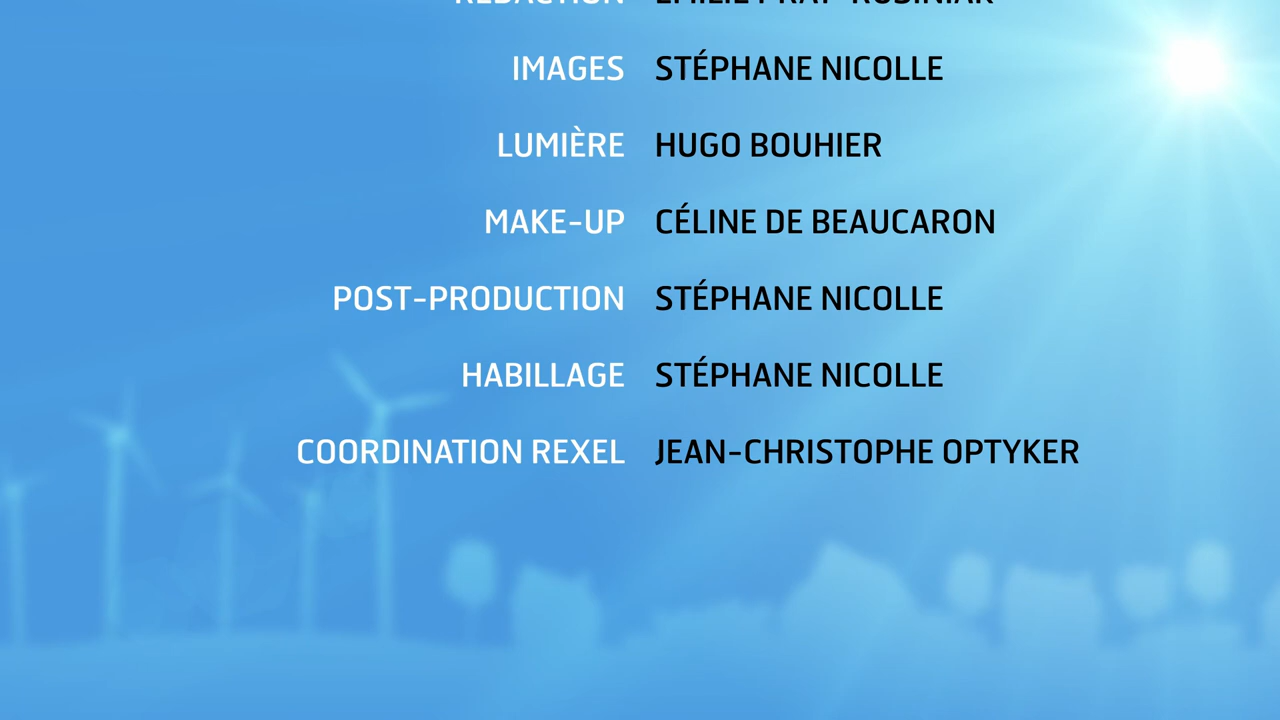 RÉDACTION
IMAGES STÉPHANE NICOLLE
LUMIÈRE HUGO BOUHIER
MAKE-UP CÉLINE DE BEAUCARON
POST-PRODUCTION STÉPHANE NICOLLE
HABILLAGE STÉPHANE NICOLLE
COORDINATION REXEL JEAN-CHRISTOPHE OPTYKER